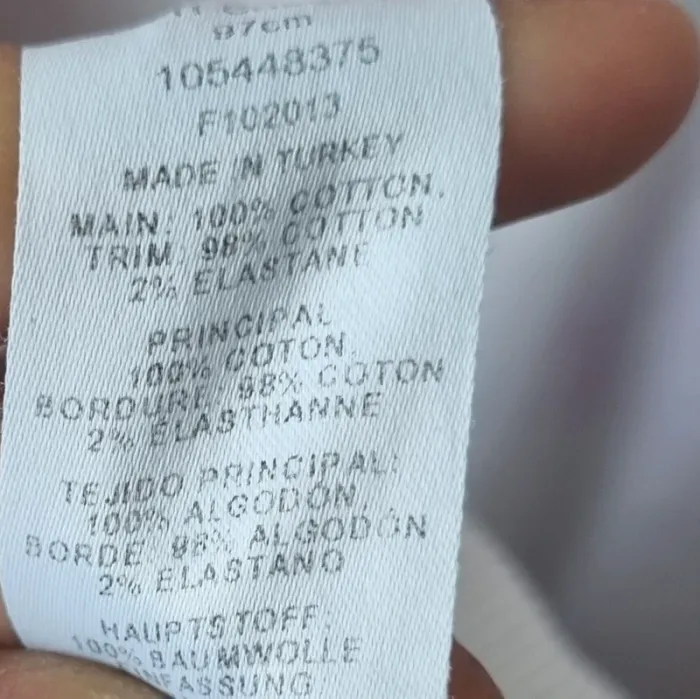 97cm
105448375
F102013
MADE IN TURKEY
MAIN: 100% COTTON,
TRIM: 98% COTTON
2% ELASTANE
PRINCIPAL
100% COTON,
BORDURE: 98% COTON
2% ÉLASTHANNE
TEJIDO PRINCIPAL:
100% ALGODÓN,
BORDE: 98% ALGODÓN
2% ELASTANO
HAUPTSTOFF:
100% BAUMWOLLE